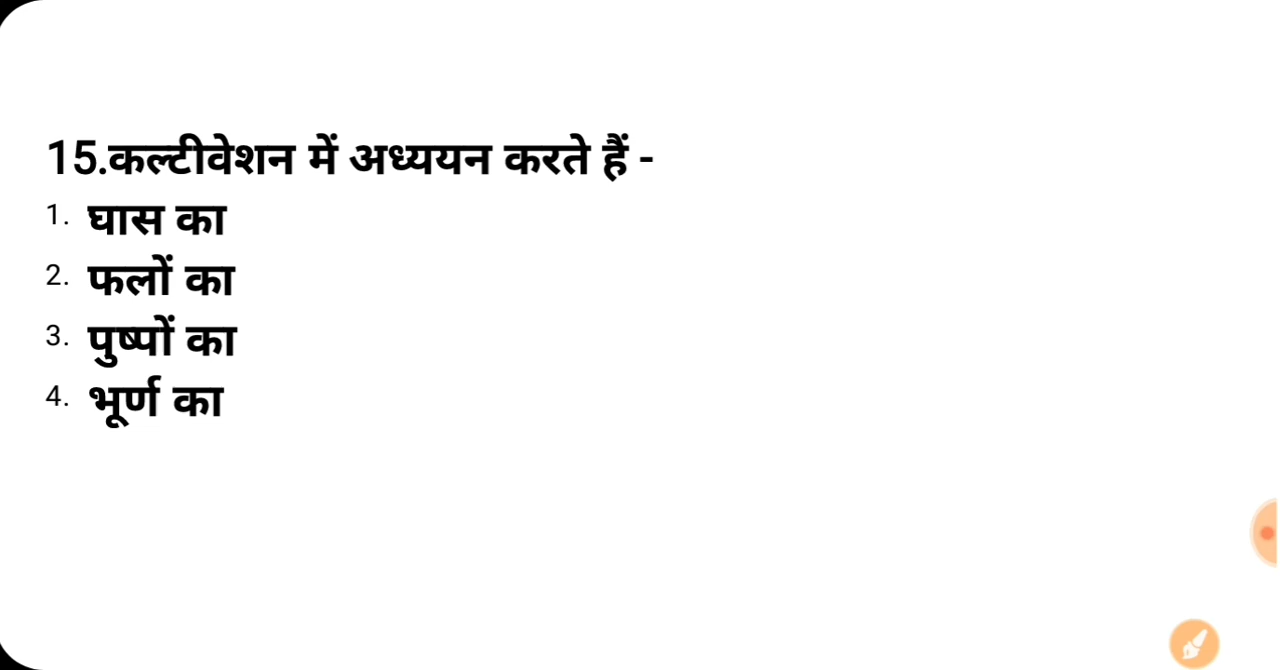 15.कल्टीवेशन में अध्ययन करते हैं -
1. घास का
2. फलों का
3. पुष्पों का
4. भूर्ण का